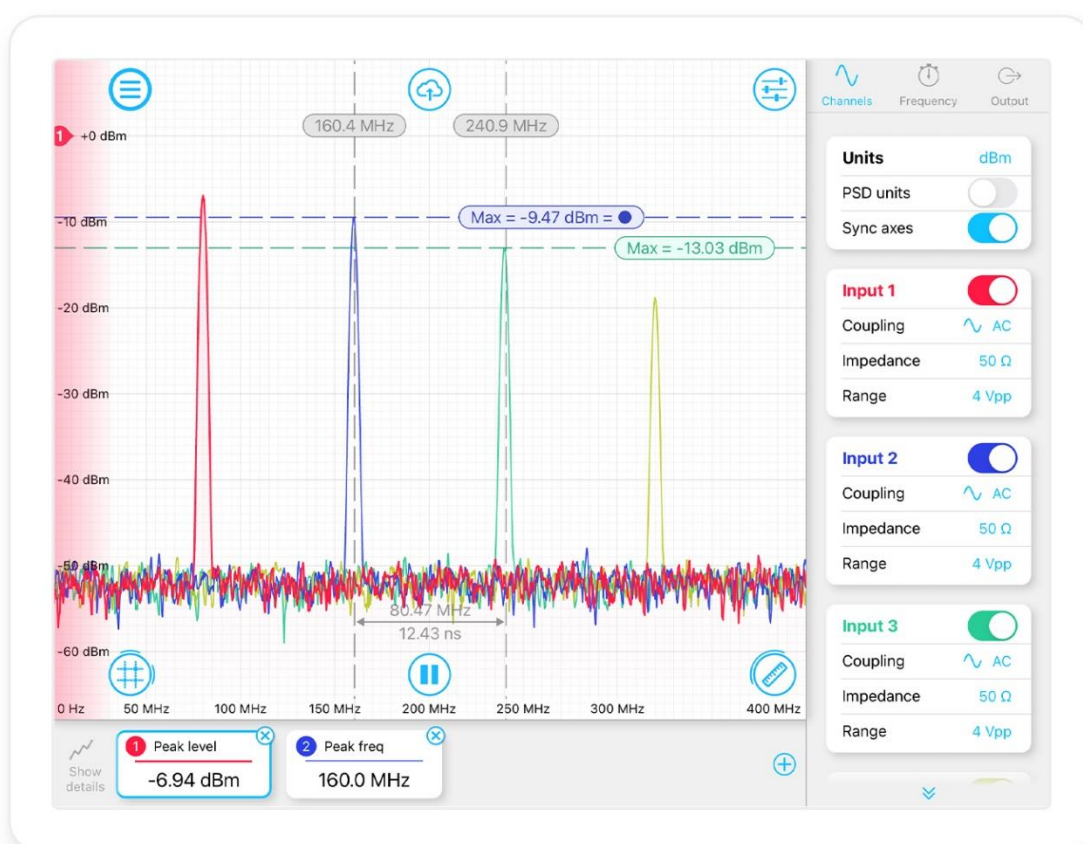 Channels Frequency Output
160.4 MHz 240.9 MHz
1 +0 dBm
Units dBm
PSD units
Sync axes
-10 dBm
Max = -9.47 dBm =
Max = -13.03 dBm
-20 dBm
-30 dBm
-40 dBm
-50 dBm
-60 dBm
80.47 MHz
12.43 ns
0 Hz 50 MHz 100 MHz 150 MHz 200 MHz 250 MHz 300 MHz 400 MHz
Input 1
Coupling AC
Impedance 50 Ω
Range 4 Vpp
Input 2
Coupling AC
Impedance 50 Ω
Range 4 Vpp
Input 3
Coupling AC
Impedance 50 Ω
Range 4 Vpp
Show
details
1 Peak level
-6.94 dBm
2 Peak freq
160.0 MHz